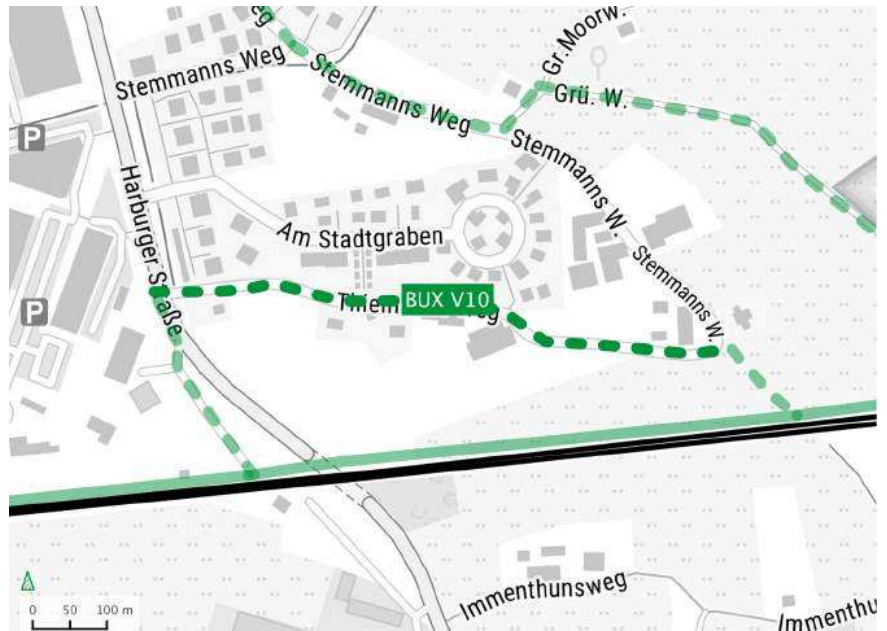 Stemmanns Weg
Stemmanns Weg
Gr.Moorw.
Grü. W.
P
Harburger Straße
Am Stadtgraben
Stemmanns W.
Stemmanns W.
P
BUX V10
Immenthunsweg
0 50 100 m